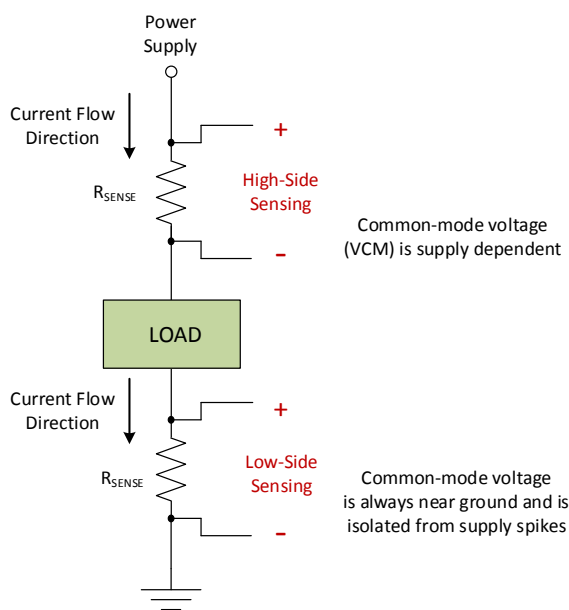 Power
Supply
Current Flow
Direction
+
High-Side
Sensing
RSENSE
-
Common-mode voltage
(VCM) is supply dependent
LOAD
Current Flow
Direction
+
Low-Side
Sensing
RSENSE
-
Common-mode voltage
is always near ground and is
isolated from supply spikes